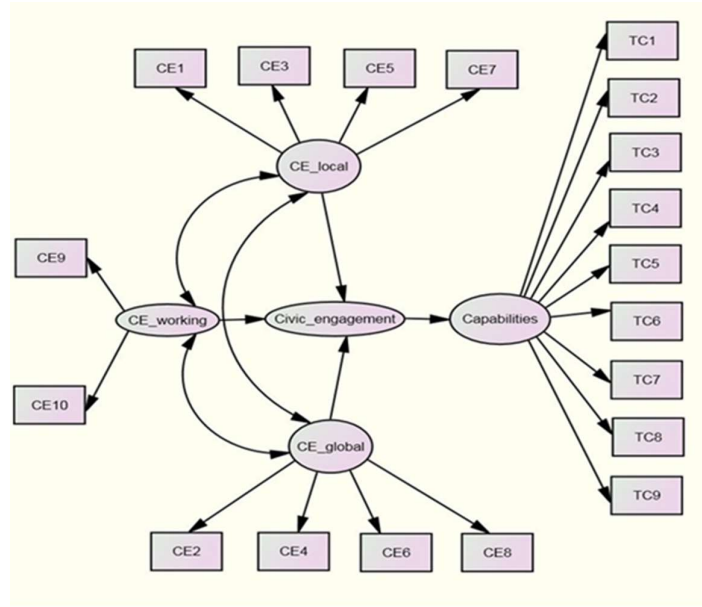 TC1
CE1
CE3
CE5
CE7
TC2
TC3
CE_local
TC4
CE9
TC5
CE_working
Civic_engagement
Capabilities
TC6
TC7
CE10
TC8
CE_global
TC9
CE2
CE4
CE6
CE8